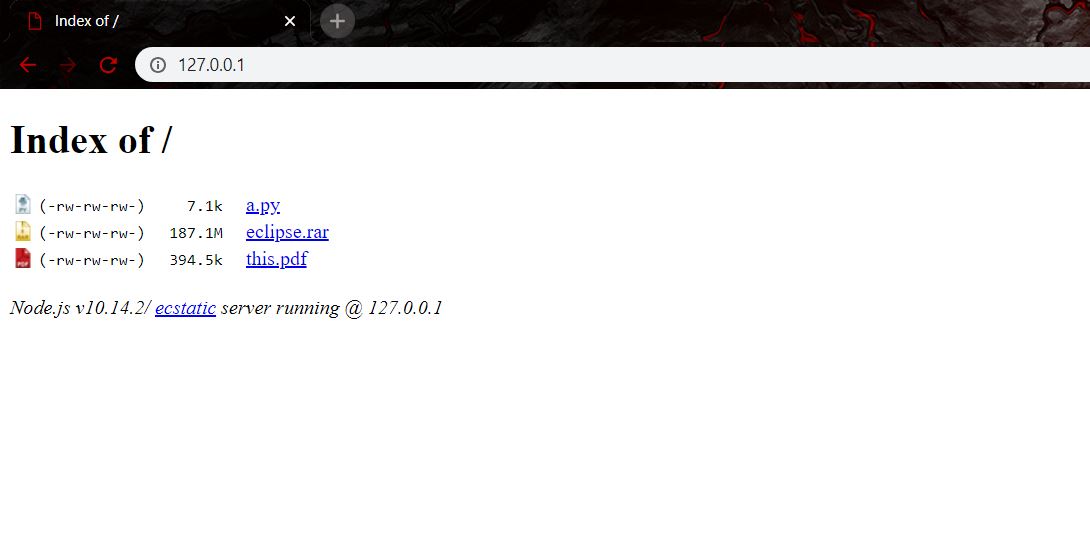 Index of /
127.0.0.1
Index of /
(-rw-rw-rw-) 7.1k a.py
(-rw-rw-rw-) 187.1M eclipse.rar
(-rw-rw-rw-) 394.5k this.pdf
Node.js v10.14.2/ ecstatic server running @ 127.0.0.1